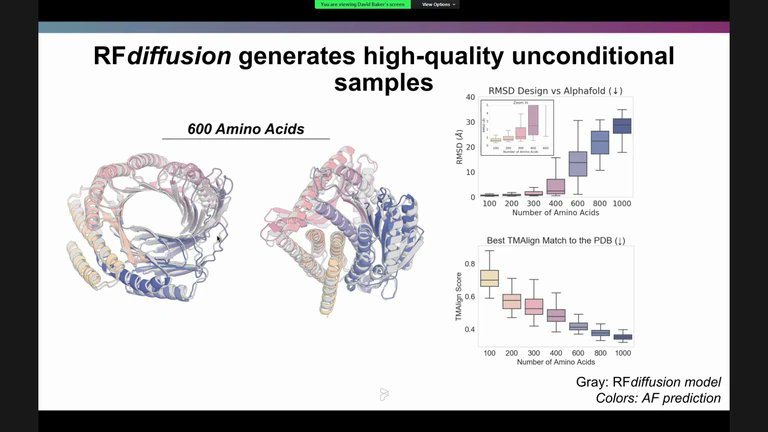 You are viewing David Baker's screen
View Options
RFdiffusion generates high-quality unconditional
samples
600 Amino Acids
RMSD Design vs Alphafold (↓)
Zoom In
RMSD (Å)
40
30
20
10
0
100 200 300 400 600
Number of Amino Acids
100 200 300 400 600 800 1000
Number of Amino Acids
Best TMAlign Match to the PDB (↓)
TMAlign Score
0.8
0.6
0.4
100 200 300 400 600 800 1000
Number of Amino Acids
Gray: RFdiffusion model
Colors: AF prediction